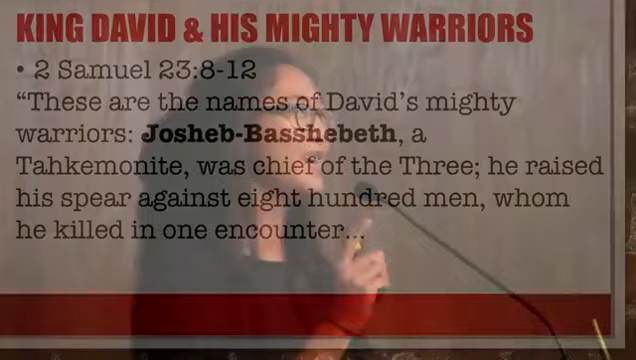 KING DAVID & HIS MIGHTY WARRIORS
• 2 Samuel 23:8-12
“These are the names of David’s mighty
warriors: Josheb-Basshebeth, a
Tahkemonite, was chief of the Three; he raised
his spear against eight hundred men, whom
he killed in one encounter...